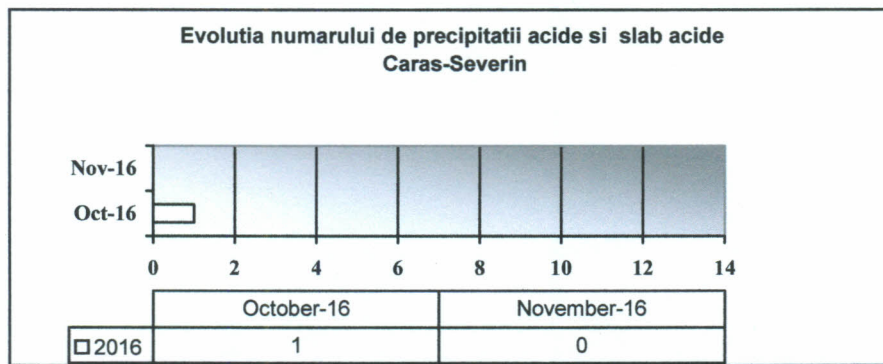 Evolutia numarului de precipitatii acide si slab acide
Caras-Severin
Nov-16
Oct-16
0 2 4 6 8 10 12 14
October-16 November-16
2016 1 0